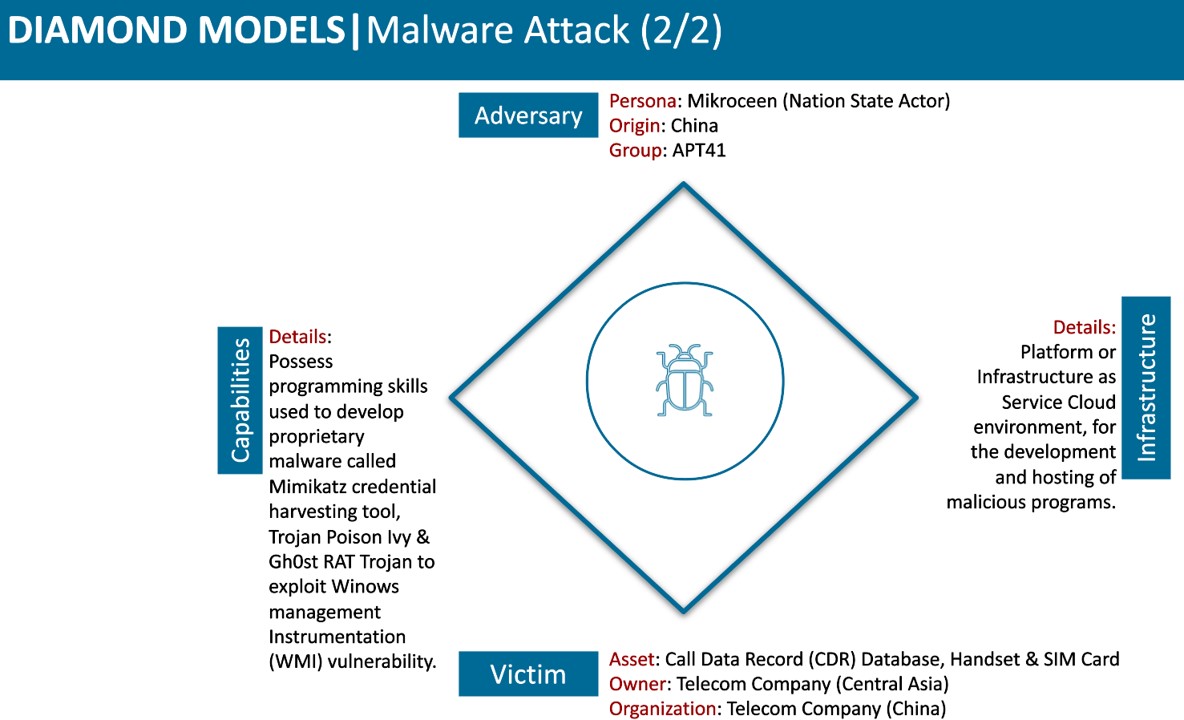 DIAMOND MODELS|Malware Attack (2/2)
Adversary
Persona: Mikroceen (Nation State Actor)
Origin: China
Group: APT41
Capabilities
Details:
Possess
programming skills
used to develop
proprietary
malware called
Mimikatz credential
harvesting tool,
Trojan Poison Ivy &
Gh0st RAT Trojan to
exploit Winows
management
Instrumentation
(WMI) vulnerability.
Details:
Platform or
Infrastructure as
Service Cloud
environment, for
the development
and hosting of
malicious programs.
Infrastructure
Victim
Asset: Call Data Record (CDR) Database, Handset & SIM Card
Owner: Telecom Company (Central Asia)
Organization: Telecom Company (China)